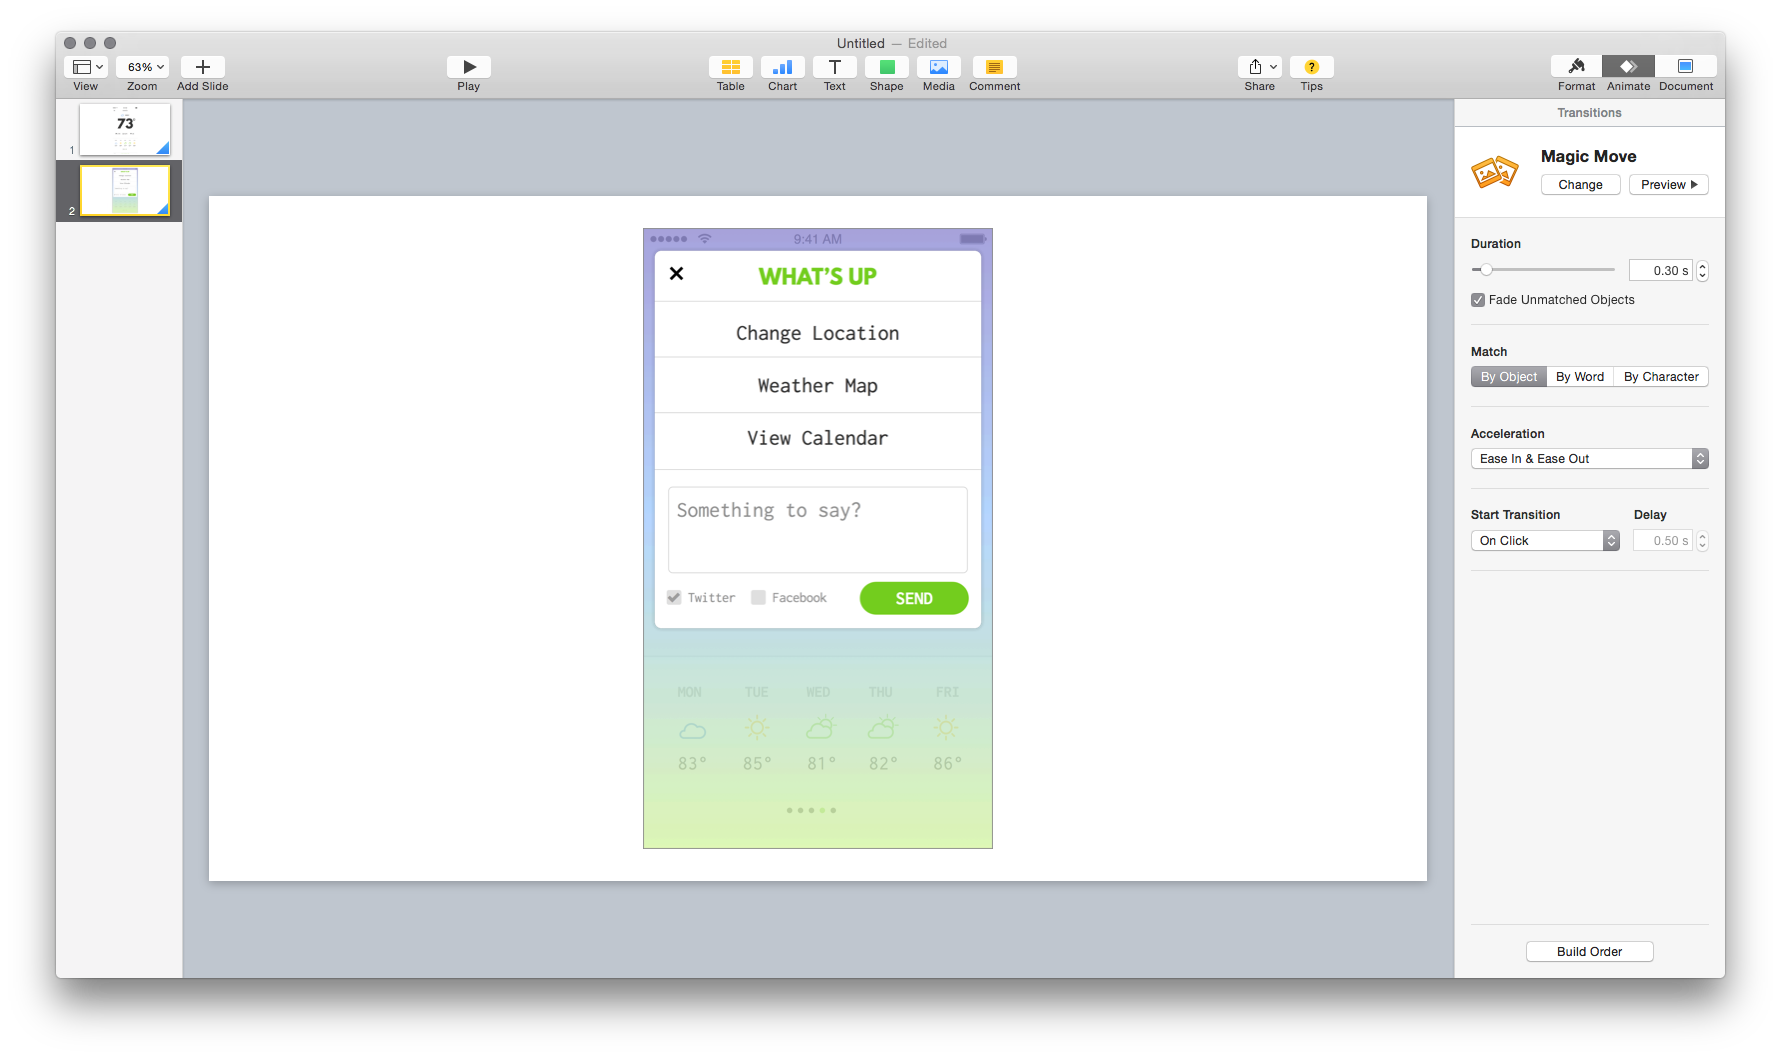 Untitled — Edited
63%
View Zoom Add Slide Play Table Chart Text Shape Media Comment Share Tips Format Animate Document
Transitions
73°
1
2
Magic Move
Change Preview
Duration
0.30 s
Fade Unmatched Objects
Match
By Object By Word By Character
Acceleration
Ease In & Ease Out
Start Transition Delay
On Click 0.50 s
Build Order
9:41 AM
WHAT'S UP
Change Location
Weather Map
View Calendar
Something to say?
Twitter Facebook SEND
MON TUE WED THU FRI
83° 85° 81° 82° 86°